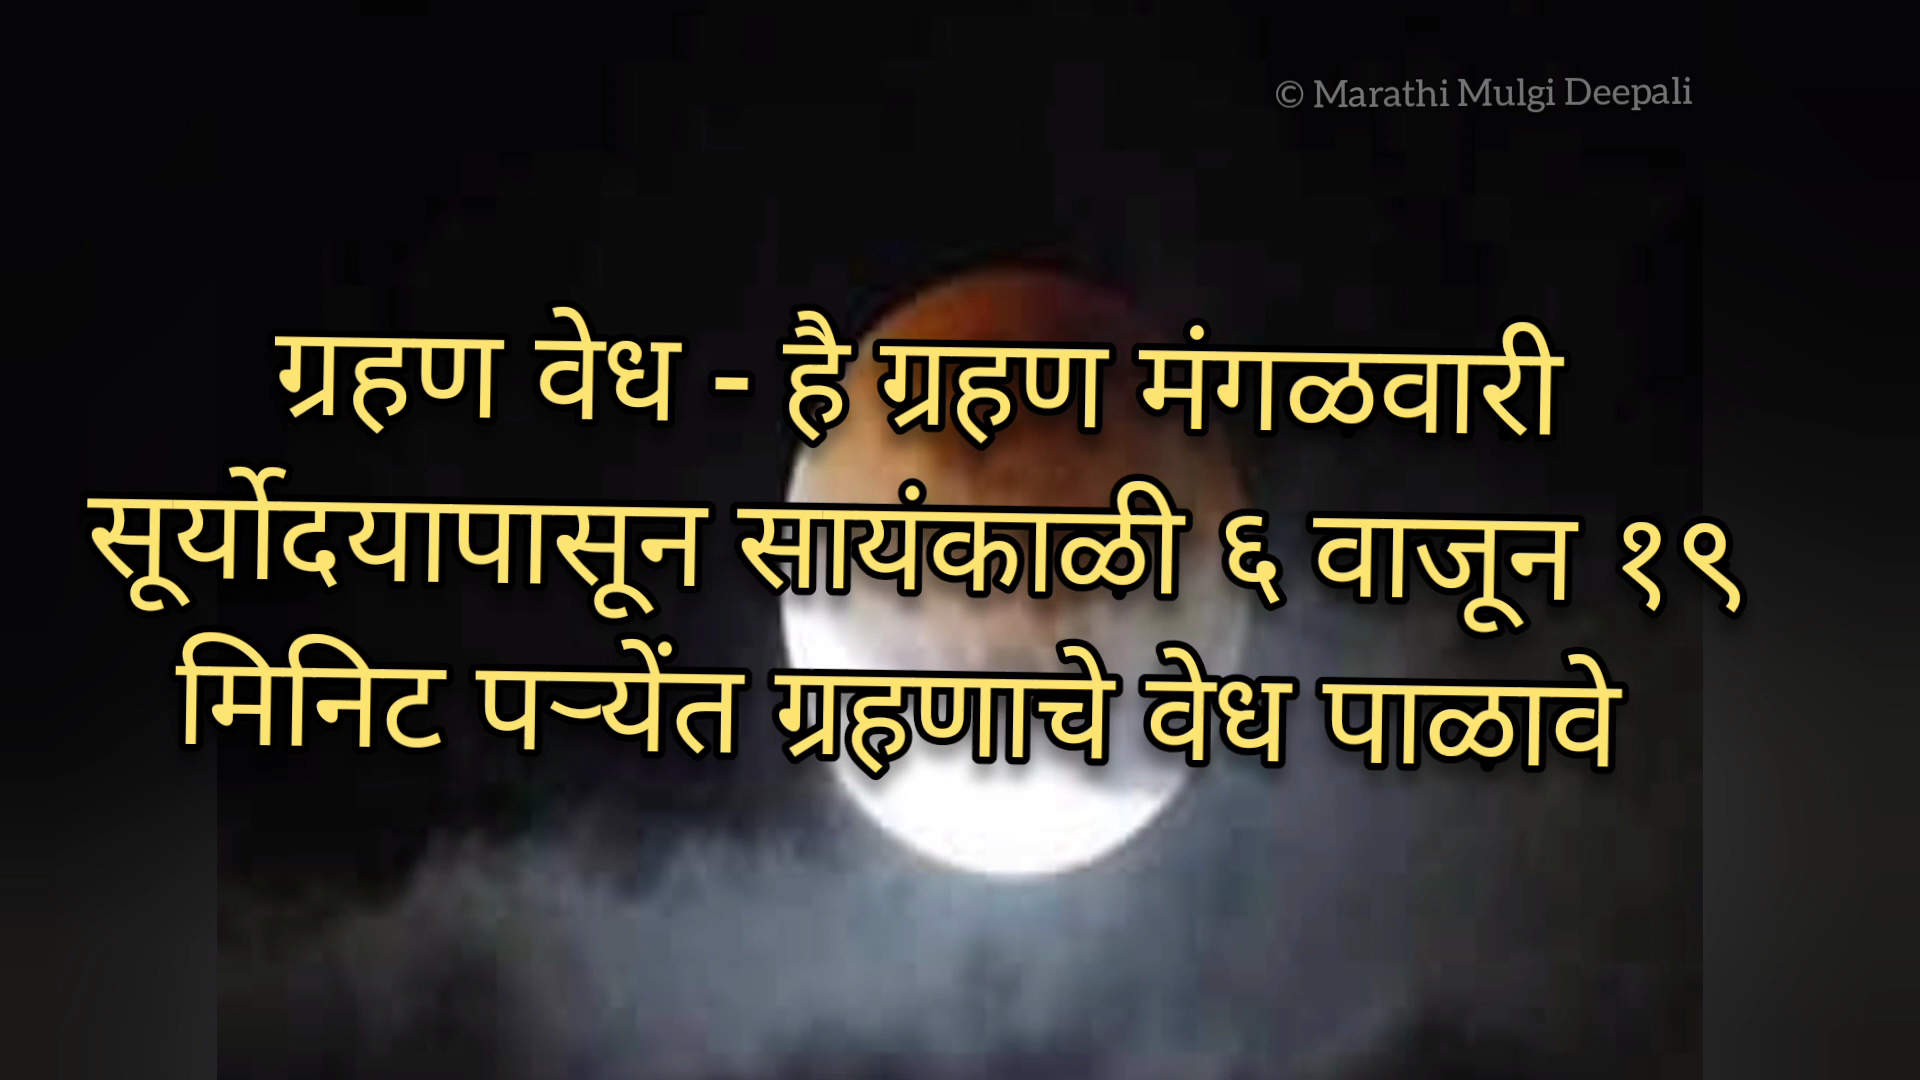 © Marathi Mulgi Deepali
ग्रहण वेध - है ग्रहण मंगळवारी
सूर्योदयापासून सायंकाळी ६ वाजून १९
मिनिट पऱ्येंत ग्रहणाचे वेध पाळावे